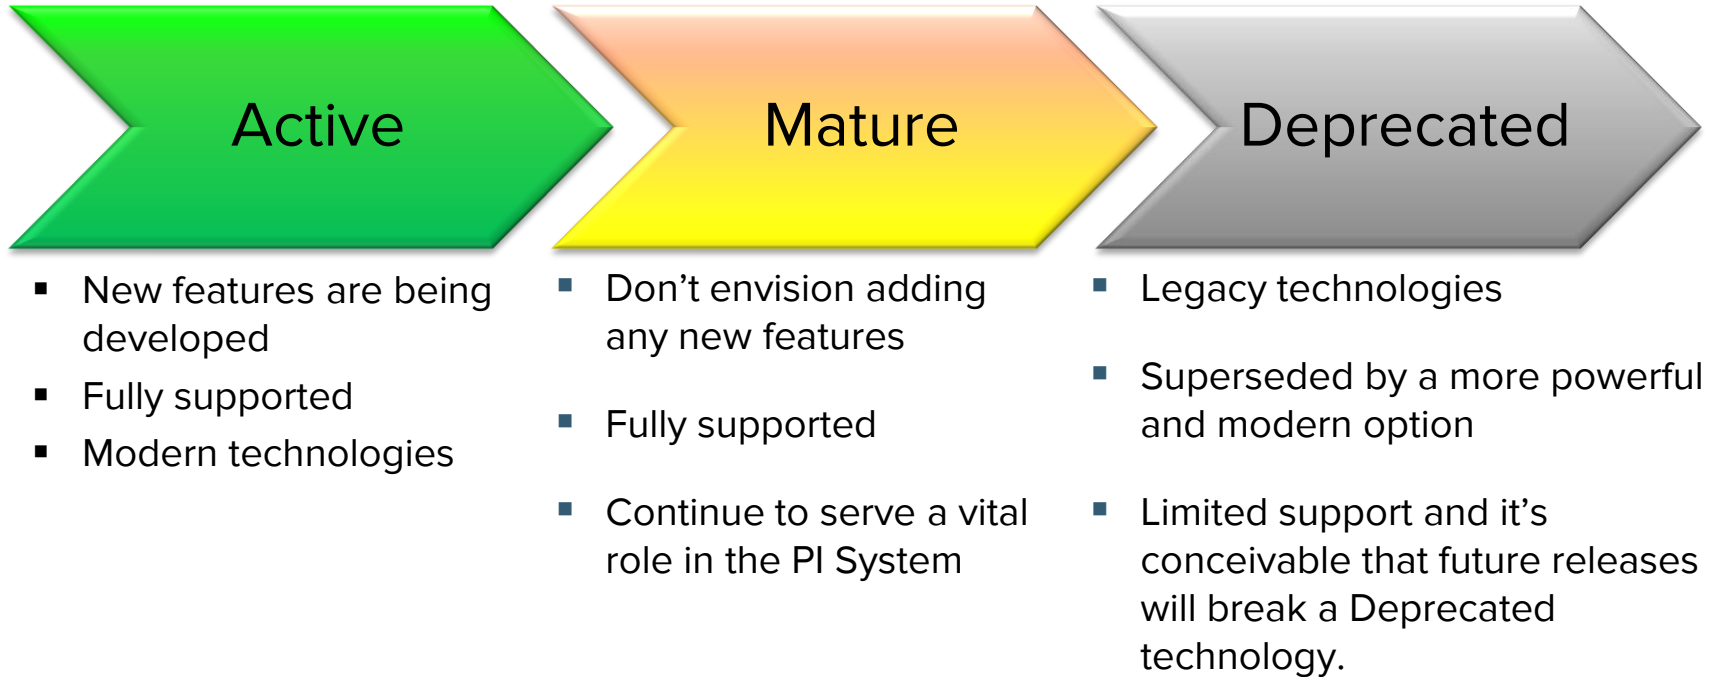 Active
New features are being
developed
Fully supported
Modern technologies
Mature
Don’t envision adding
any new features
Fully supported
Continue to serve a vital
role in the PI System
Deprecated
Legacy technologies
Superseded by a more powerful
and modern option
Limited support and it’s
conceivable that future releases
will break a Deprecated
technology.